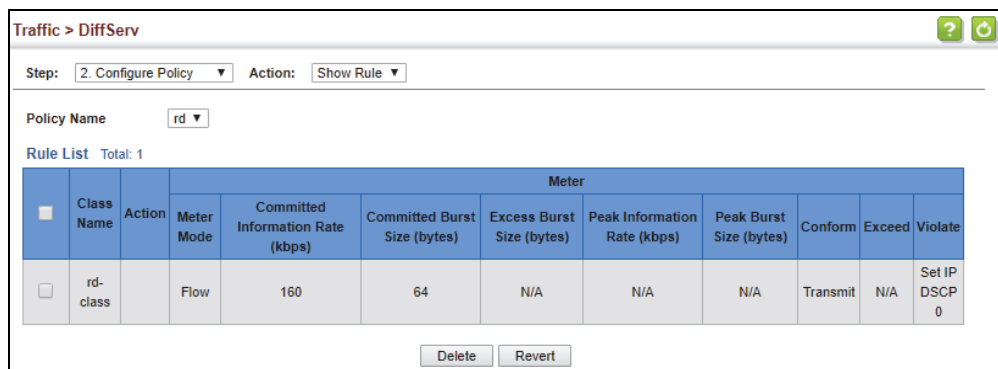 Traffic > DiffServ
?
Step: 2. Configure Policy Action: Show Rule
Policy Name rd
Rule List Total: 1
Meter
Class Name Action Meter Mode Committed Information Rate (kbps) Committed Burst Size (bytes) Excess Burst Size (bytes) Peak Information Rate (kbps) Peak Burst Size (bytes) Conform Exceed Violate
rd-class Flow 160 64 N/A N/A N/A Transmit N/A Set IP DSCP 0
Delete Revert